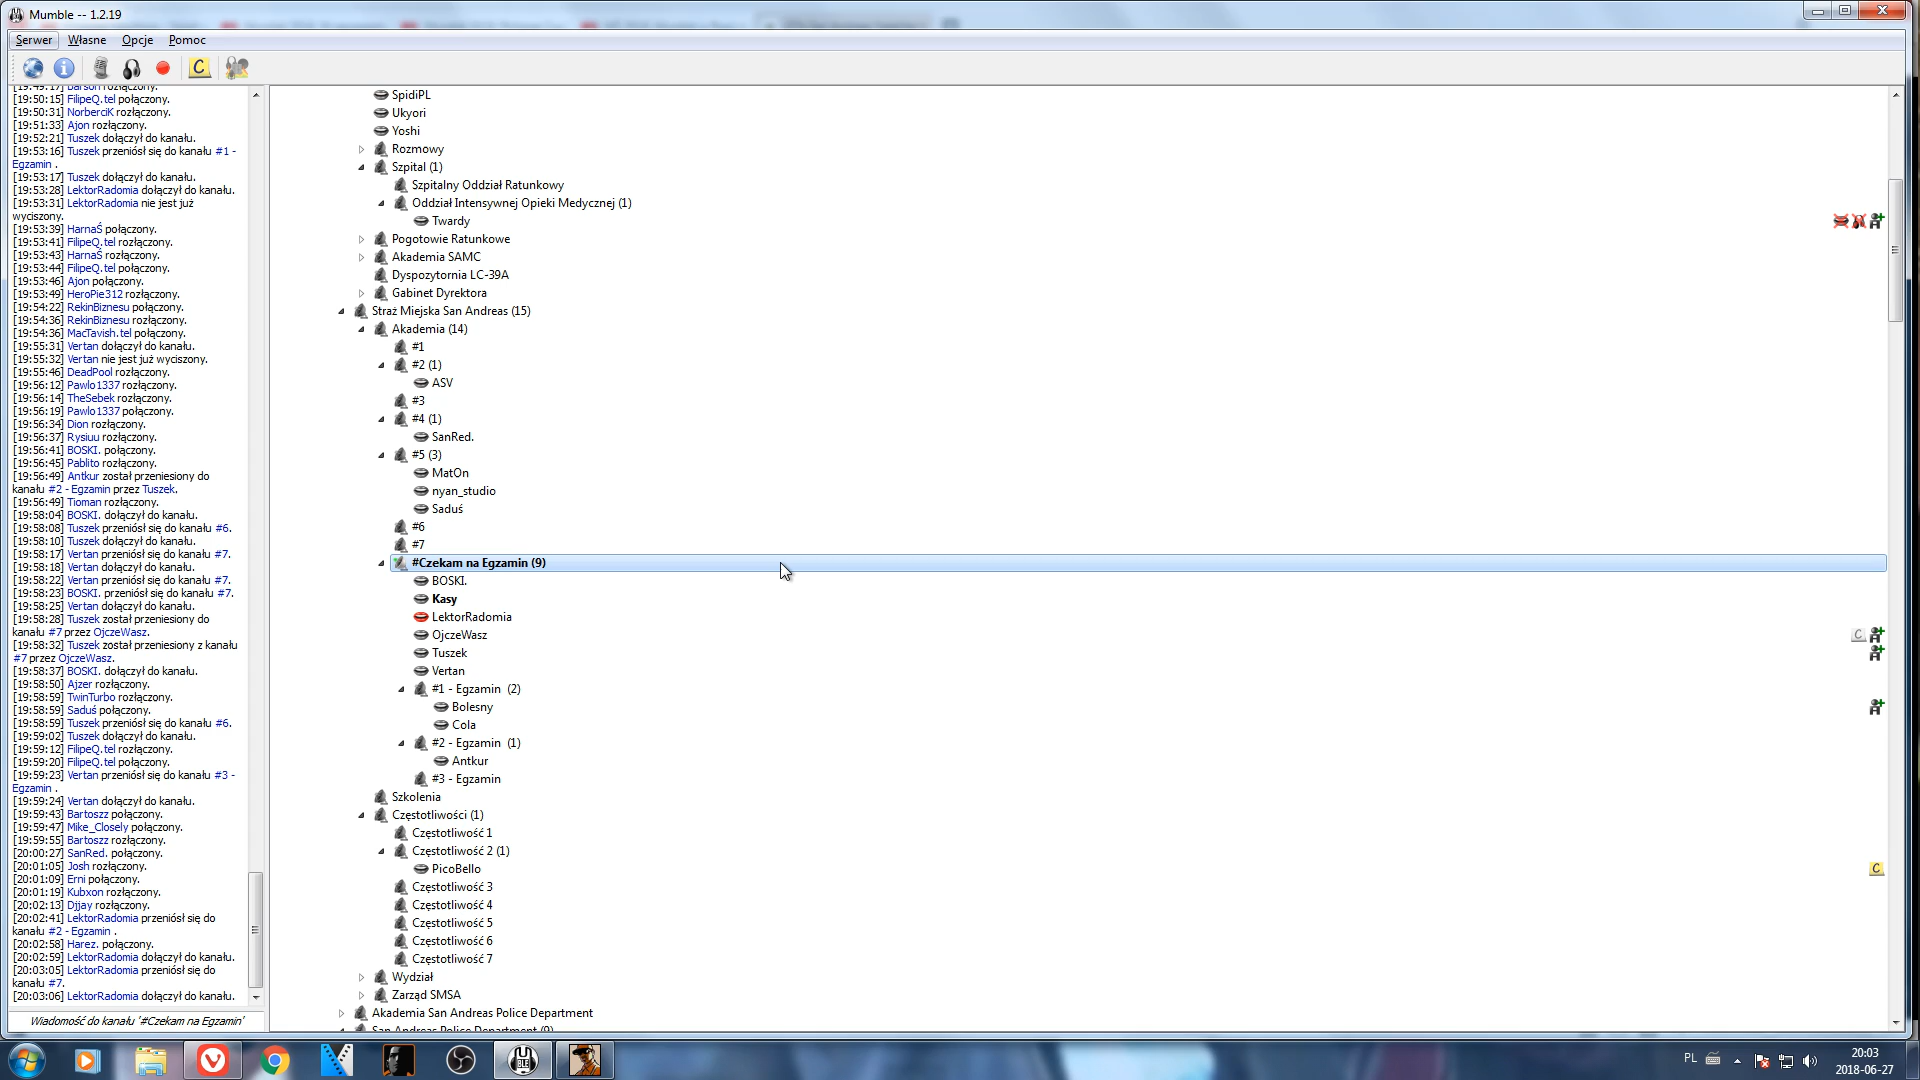 Mumble -- 1.2.19
Serwer Własne Opcje Pomoc
[19:49:17] Barson rozłączony.
[19:50:15] FilipeQ.tel połączony.
[19:50:31] NorberciK rozłączony.
[19:51:33] Ajon rozłączony.
[19:52:21] Tuszek dołączył do kanału.
[19:53:16] Tuszek przeniósł się do kanału #1 -
Egzamin .
[19:53:17] Tuszek dołączył do kanału.
[19:53:28] LektorRadomia dołączył do kanału.
[19:53:31] LektorRadomia nie jest już
wyciszony.
[19:53:39] HarnaŚ połączony.
[19:53:41] FilipeQ.tel rozłączony.
[19:53:43] HarnaŚ rozłączony.
[19:53:44] FilipeQ.tel połączony.
[19:53:46] Ajon połączony.
[19:53:49] HeroPie312 rozłączony.
[19:54:22] RekinBiznesu połączony.
[19:54:36] RekinBiznesu rozłączony.
[19:54:36] MacTavish.tel połączony.
[19:55:31] Vertan dołączył do kanału.
[19:55:32] Vertan nie jest już wyciszony.
[19:55:46] DeadPool rozłączony.
[19:56:12] Pawlo1337 rozłączony.
[19:56:14] TheSebek rozłączony.
[19:56:19] Pawlo1337 połączony.
[19:56:34] Dion rozłączony.
[19:56:37] Rysiuu rozłączony.
[19:56:41] BOSKI. połączony.
[19:56:45] Pablito rozłączony.
[19:56:49] Antkur został przeniesiony do
kanału #2 - Egzamin przez Tuszek.
[19:56:49] Tioman rozłączony.
[19:58:04] BOSKI. dołączył do kanału.
[19:58:08] Tuszek przeniósł się do kanału #6.
[19:58:10] Tuszek dołączył do kanału.
[19:58:17] Vertan przeniósł się do kanału #7.
[19:58:18] Vertan dołączył do kanału.
[19:58:22] Vertan przeniósł się do kanału #7.
[19:58:23] BOSKI. przeniósł się do kanału #7.
[19:58:25] Vertan dołączył do kanału.
[19:58:28] Tuszek został przeniesiony do
kanału #7 przez OjczeWasz.
[19:58:32] Tuszek został przeniesiony z kanału
#7 przez OjczeWasz.
[19:58:37] BOSKI. dołączył do kanału.
[19:58:50] Ajzer rozłączony.
[19:58:59] TwinTurbo rozłączony.
[19:58:59] Saduś połączony.
[19:58:59] Tuszek przeniósł się do kanału #6.
[19:59:02] Tuszek dołączył do kanału.
[19:59:12] FilipeQ.tel rozłączony.
[19:59:20] FilipeQ.tel połączony.
[19:59:23] Vertan przeniósł się do kanału #3 -
Egzamin .
[19:59:24] Vertan dołączył do kanału.
[19:59:43] Bartoszz połączony.
[19:59:47] Mike_Closely połączony.
[19:59:55] Bartoszz rozłączony.
[20:00:27] SanRed. połączony.
[20:01:05] Josh rozłączony.
[20:01:09] Erni połączony.
[20:01:19] Kubxon rozłączony.
[20:02:13] Djjay rozłączony.
[20:02:41] LektorRadomia przeniósł się do
kanału #2 - Egzamin .
[20:02:58] Harez. połączony.
[20:02:59] LektorRadomia dołączył do kanału.
[20:03:05] LektorRadomia przeniósł się do
kanału #7.
[20:03:06] LektorRadomia dołączył do kanału.
Wiadomość do kanału '#Czekam na Egzamin'
SpidiPL
Ukyori
Yoshi
Rozmowy
Szpital (1)
Szpitalny Oddział Ratunkowy
Oddział Intensywnej Opieki Medycznej (1)
Twardy
Pogotowie Ratunkowe
Akademia SAMC
Dyspozytornia LC-39A
Gabinet Dyrektora
Straż Miejska San Andreas (15)
Akademia (14)
#1
#2 (1)
ASV
#3
#4 (1)
SanRed.
#5 (3)
MatOn
nyan_studio
Saduś
#6
#7
#Czekam na Egzamin (9)
BOSKI.
Kasy
LektorRadomia
OjczeWasz
Tuszek
Vertan
#1 - Egzamin (2)
Bolesny
Cola
#2 - Egzamin (1)
Antkur
#3 - Egzamin
Szkolenia
Częstotliwości (1)
Częstotliwość 1
Częstotliwość 2 (1)
PicoBello
Częstotliwość 3
Częstotliwość 4
Częstotliwość 5
Częstotliwość 6
Częstotliwość 7
Wydział
Zarząd SMSA
Akademia San Andreas Police Department
San Andreas Police Department (9)
PL
20:03
2018-06-27